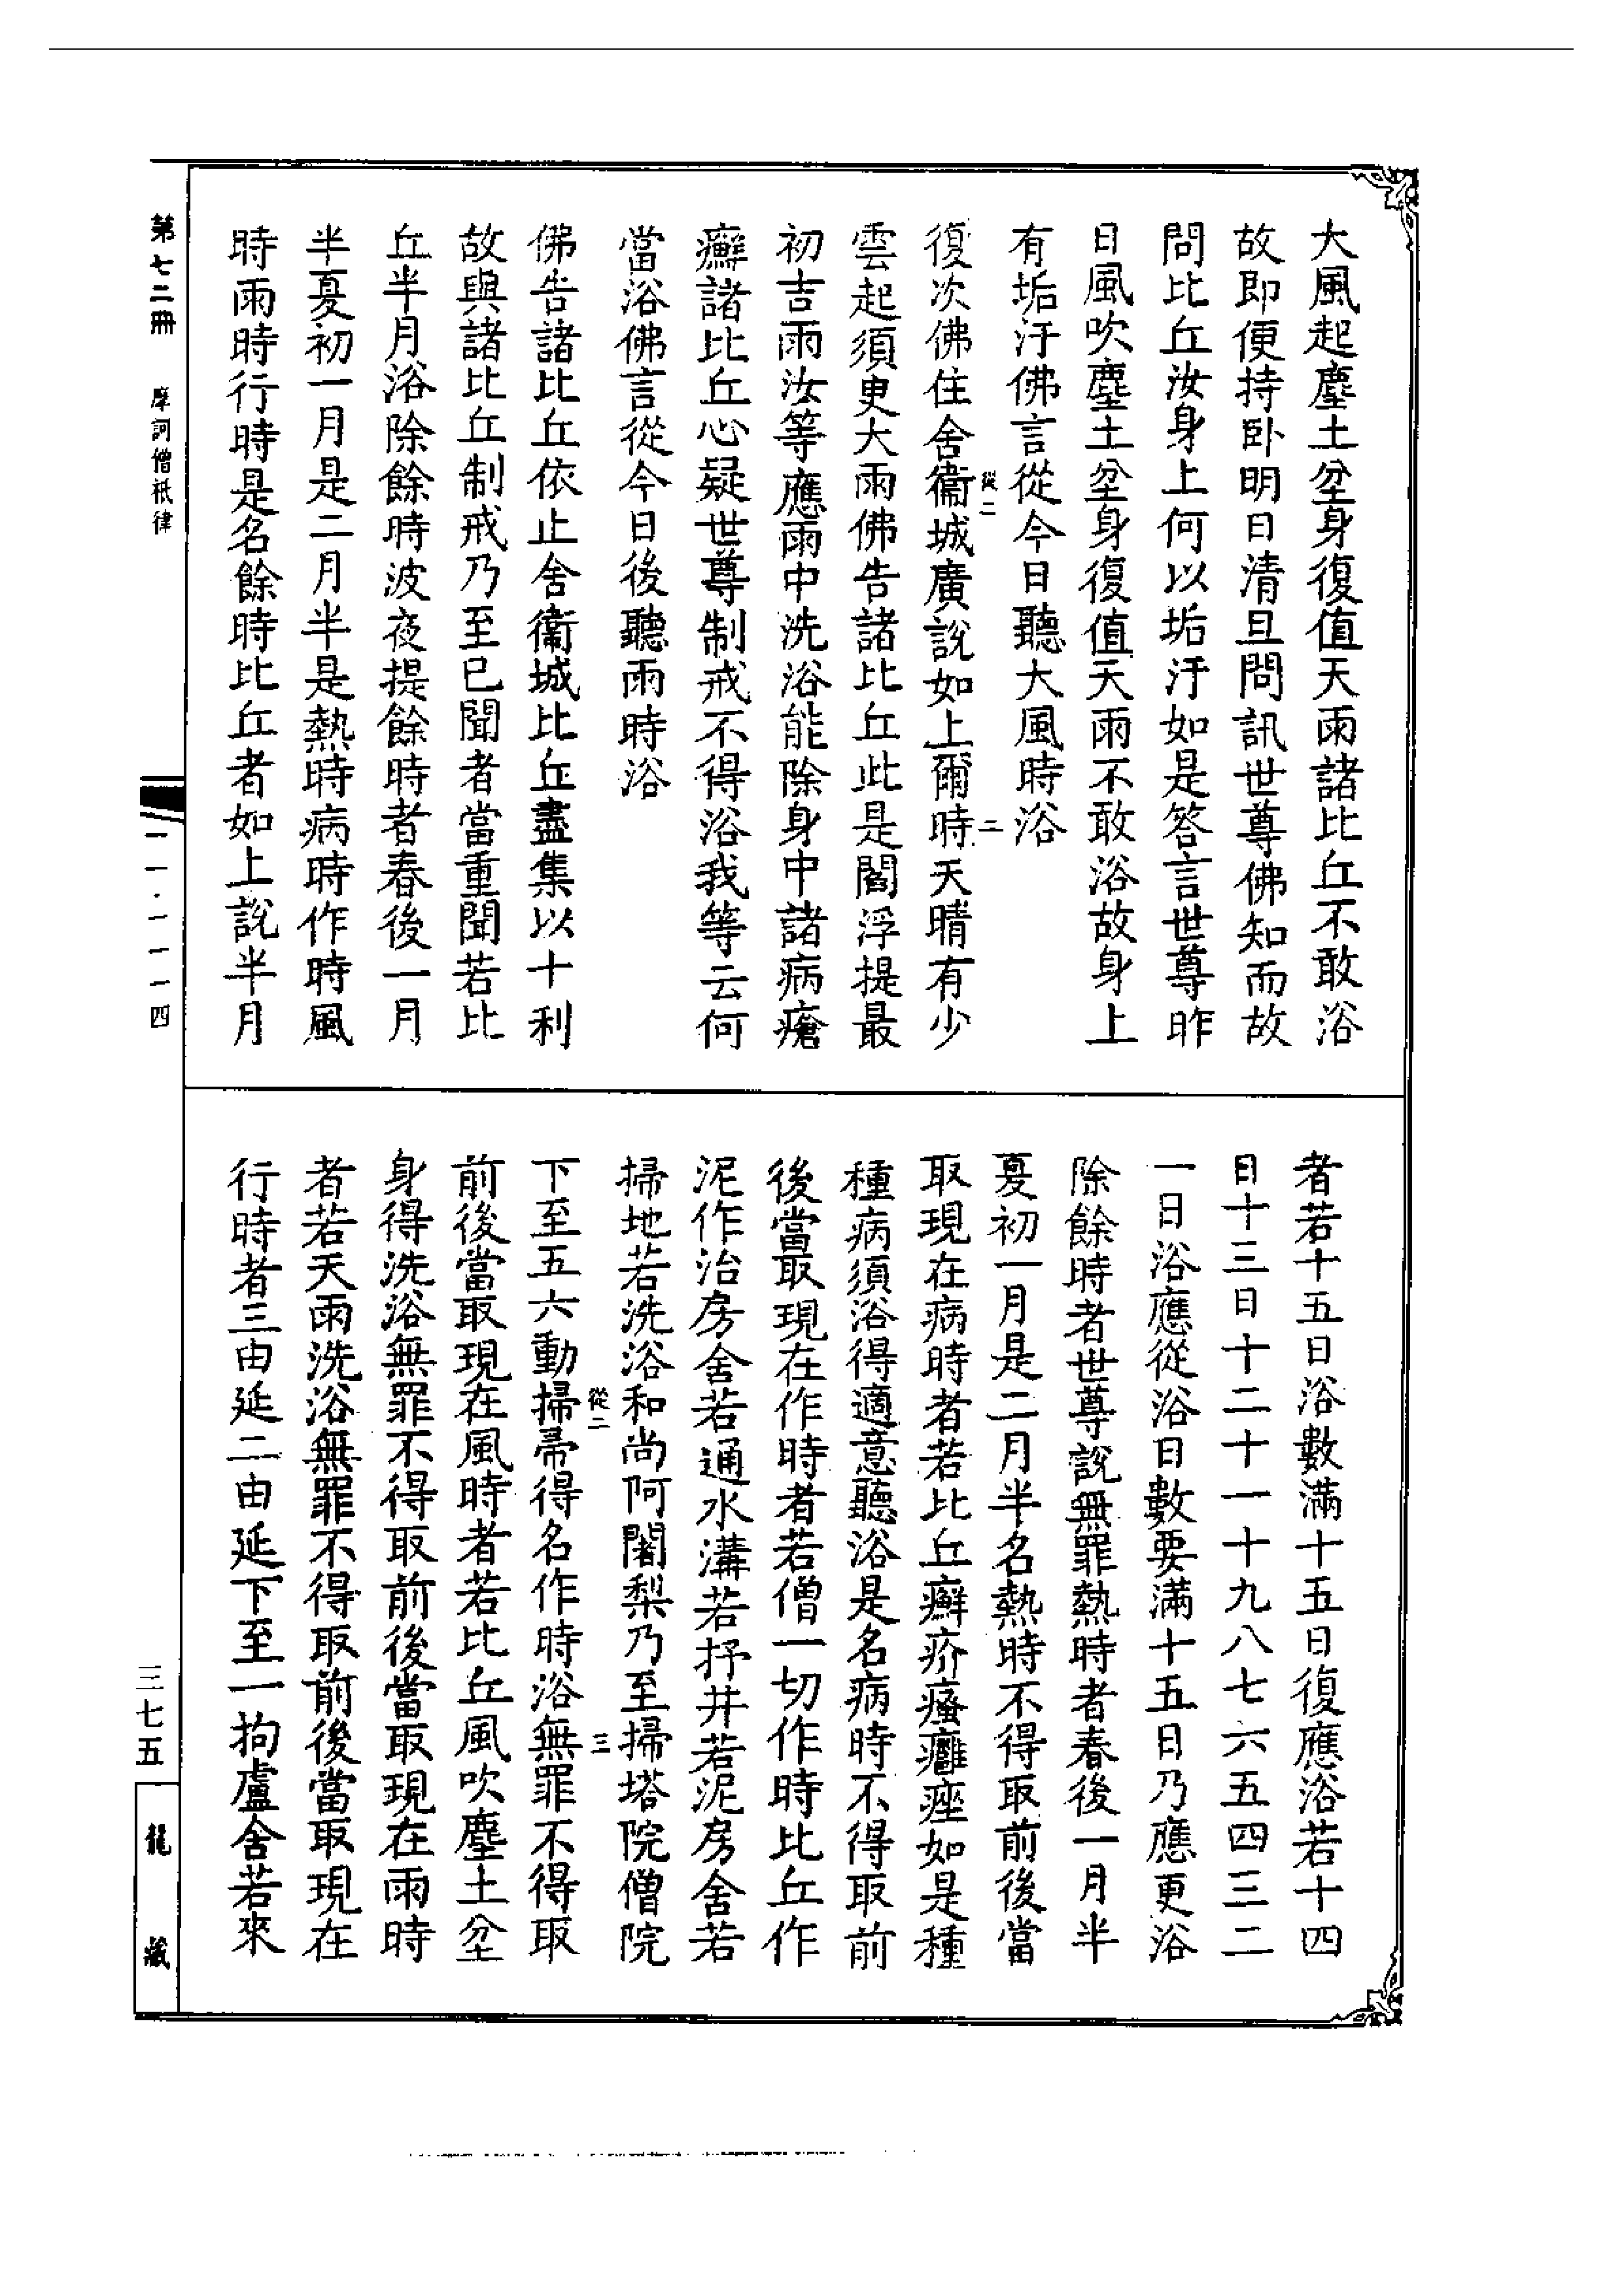 大風起塵土坌身復值天雨諸比丘不敢浴
故即便持卧明日清旦問訊世尊佛知而故
問比丘汝身上何以垢汙如是答言世尊昨
日風吹塵土坌身復值天雨不敢浴故身上
有垢汙佛言從今日聽大風時浴
從二
二
復次佛住舍衞城廣說如上爾時天晴有少
雲起須臾大雨佛告諸比丘此是閻浮提最
初吉雨汝等應雨中洗浴能除身中諸病瘡
癬諸比丘心疑世尊制戒不得浴我等云何
當浴佛言從今日後聽雨時浴
佛告諸比丘依止舍衞城比丘盡集以十利
故與諸比丘制戒乃至已聞者當重聞若比
丘半月浴除餘時波夜提餘時者春後一月
半夏初一月是二月半是熱時病時作時風
時雨時行時是名餘時比丘者如上說半月
者若十五日浴數滿十五日復應浴若十四
日十三日十二十一十九八七六五四三二
一日浴應從浴日數要滿十五日乃應更浴
除餘時者世尊說無罪熱時者春後一月半
夏初一月是二月半名熱時不得取前後當
取現在病時者若比丘癬疥瘙癰痤如是種
種病須浴得適意聽浴是名病時不得取前
後當取現在作時者若僧一切作時比丘作
泥作治房舍若通水溝若抒井若泥房舍若
掃地若洗浴和尚阿闍梨乃至掃塔院僧院
從二
三
下至五六動掃帚得名作時浴無罪不得取
前後當取現在風時者若比丘風吹塵土坌
身得洗浴無罪不得取前後當取現在雨時
者若天雨洗浴無罪不得取前後當取現在
行時者三由延二由延下至一拘盧舍若來
第七二冊　摩訶僧祇律
一一·一一一四
三七五
龍藏